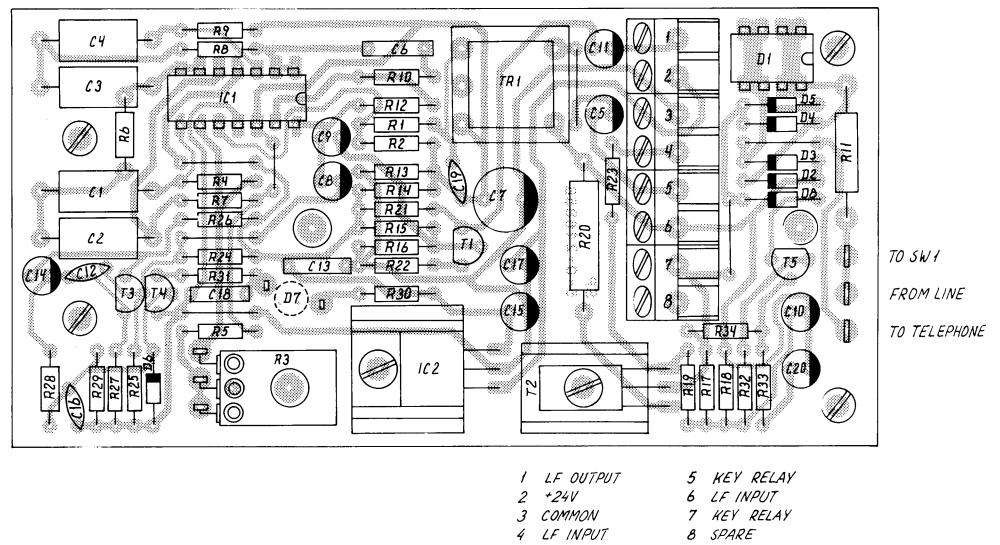 C4
R9
R8
C6
C11
1
D1
C3
IC1
R10
TR1
2
R12
D5
R6
R1
C5
3
D4
C9
R2
4
R11
C1
R4
C8
R13
C19
R23
D3
R7
R14
C7
5
D2
R26
R21
R20
D8
C2
R15
6
R24
R16
T1
C14
C12
R31
C13
R22
C17
7
T5
TO SW1
T3
T4
C18
D7
R30
8
FROM LINE
C15
C10
R5
R34
TO TELEPHONE
R3
IC2
T2
C20
R28
C16
R29
R27
R25
D6
R19
R17
R18
R32
R33
1 LF OUTPUT
2 +24V
3 COMMON
4 LF INPUT
5 KEY RELAY
6 LF INPUT
7 KEY RELAY
8 SPARE